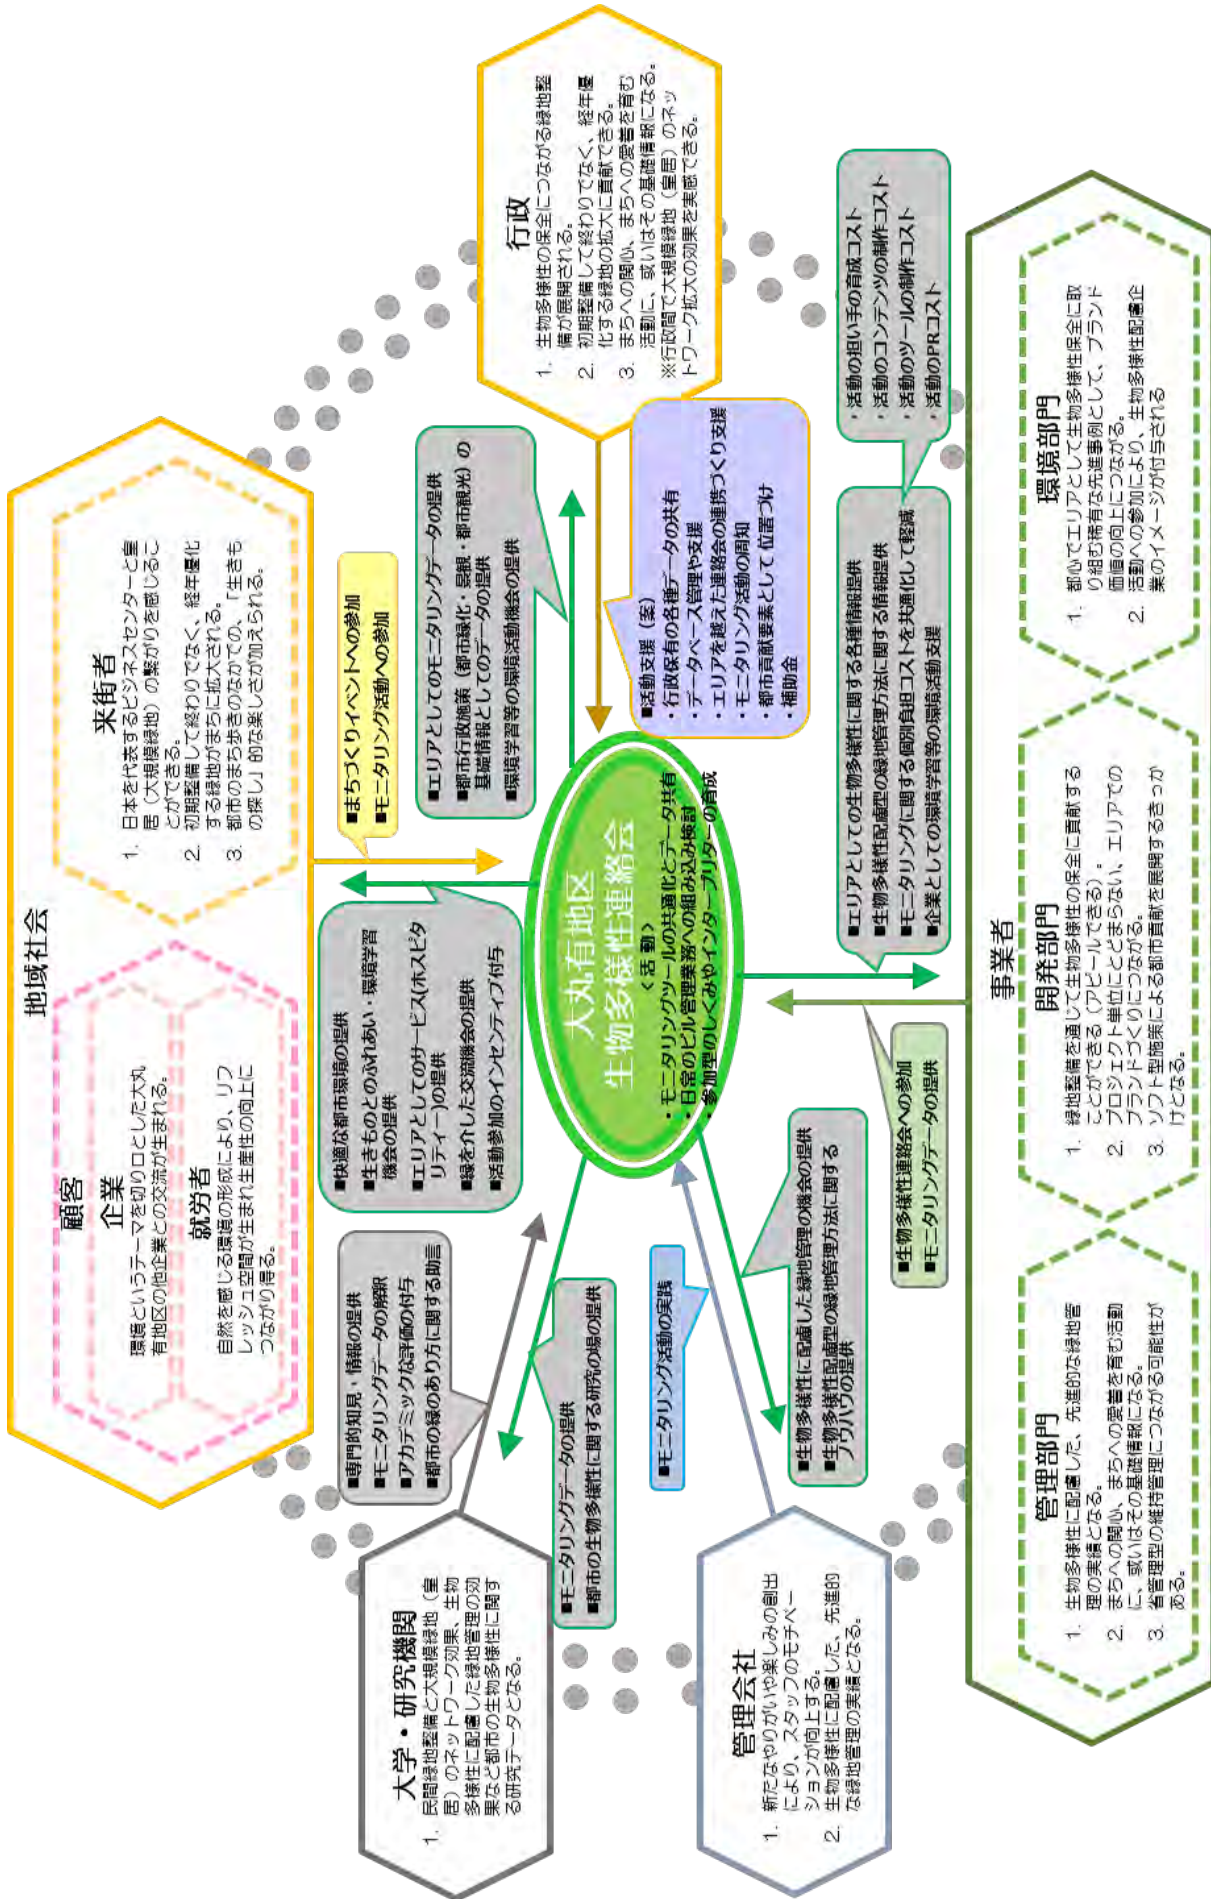 地域社会
顧客
企業
環境というテーマを切り口とした大丸
有地区の他企業との交流が生まれる。
就労者
自然を感じる環境の形成により、リフ
レッシュ空間が生まれ生産性の向上に
つながり得る。
来街者
1. 日本を代表するビジネスセンターと皇
居（大規模緑地）の繋がりを感じるこ
とができる。
2. 初期整備して終わりでなく、経年優化
する緑地がまちに拡大される。
3. 都市のまち歩きのなかでの、「生きも
の探し」的な楽しさが加えられる。
■快適な都市環境の提供
■生きものとのふれあい・環境学習
機会の提供
■エリアとしてのサービス(ホスピタ
リティー)の提供
■緑を介した交流機会の提供
■活動参加のインセンティブ付与
■まちづくりイベントへの参加
■モニタリング活動への参加
大学・研究機関
1. 民間緑地整備と大規模緑地（皇
居）のネットワーク効果、生物
多様性に配慮した緑地管理の効
果など都市の生物多様性に関す
る研究データとなる。
■専門的知見・情報の提供
■モニタリングデータの解釈
■アカデミックな評価の付与
■都市の緑のあり方に関する助言
■モニタリングデータの提供
■都市の生物多様性に関する研究の場の提供
大丸有地区
生物多様性連絡会
＜活動＞
・モニタリングツールの共通化とデータ共有
・日常のビル管理業務への組み込み検討
・参加型のしくみやインタープリターの育成
■エリアとしてのモニタリングデータの提供
■都市行政施策（都市緑化・景観・都市観光）の
基礎情報としてのデータの提供
■環境学習等の環境活動機会の提供
行政
1. 生物多様性の保全につながる緑地整
備が展開される。
2. 初期整備して終わりでなく、経年優
化する緑地の拡大に貢献できる。
3. まちへの関心、まちへの愛着を育む
活動に、或いはその基礎情報になる。
※行政間で大規模緑地（皇居）のネッ
トワーク拡大の効果を実感できる。
■活動支援（案）
・行政保有の各種データの共有
・データベース管理や支援
・エリアを越えた連絡会の連携づくり支援
・モニタリング活動の周知
・都市貢献要素として位置づけ
・補助金
管理会社
1. 新たなやりがいや楽しみの創出
により、スタッフのモチベー
ションが向上する。
2. 生物多様性に配慮した、先進的
な緑地管理の実績となる。
■モニタリング活動の実践
■生物多様性に配慮した緑地管理の機会の提供
■生物多様性配慮型の緑地管理方法に関する
ノウハウの提供
■生物多様性連絡会への参加
■モニタリングデータの提供
■エリアとしての生物多様性に関する各種情報提供
■生物多様性配慮型の緑地管理方法に関する情報提供
■モニタリングに関する個別負担コストを共通化して軽減
■企業としての環境学習等の環境活動支援
・活動の担い手の育成コスト
・活動のコンテンツの制作コスト
・活動のツールの制作コスト
・活動のPRコスト
事業者
管理部門
1. 生物多様性に配慮した、先進的な緑地管
理の実績となる。
2. まちへの関心、まちへの愛着を育む活動
に、或いはその基礎情報になる。
3. 省管理型の維持管理につながる可能性が
ある。
開発部門
1. 緑地整備を通して生物多様性の保全に貢献する
ことができる（アピールできる）。
2. プロジェクト単位にとどまらない、エリアでの
ブランドづくりにつながる。
3. ソフト型施策による都市貢献を展開するきっか
けとなる。
環境部門
1. 都心でエリアとして生物多様性保全に取
り組む稀有な先進事例として、ブランド
価値の向上につながる。
2. 活動への参加により、生物多様性配慮企
業のイメージが付与される